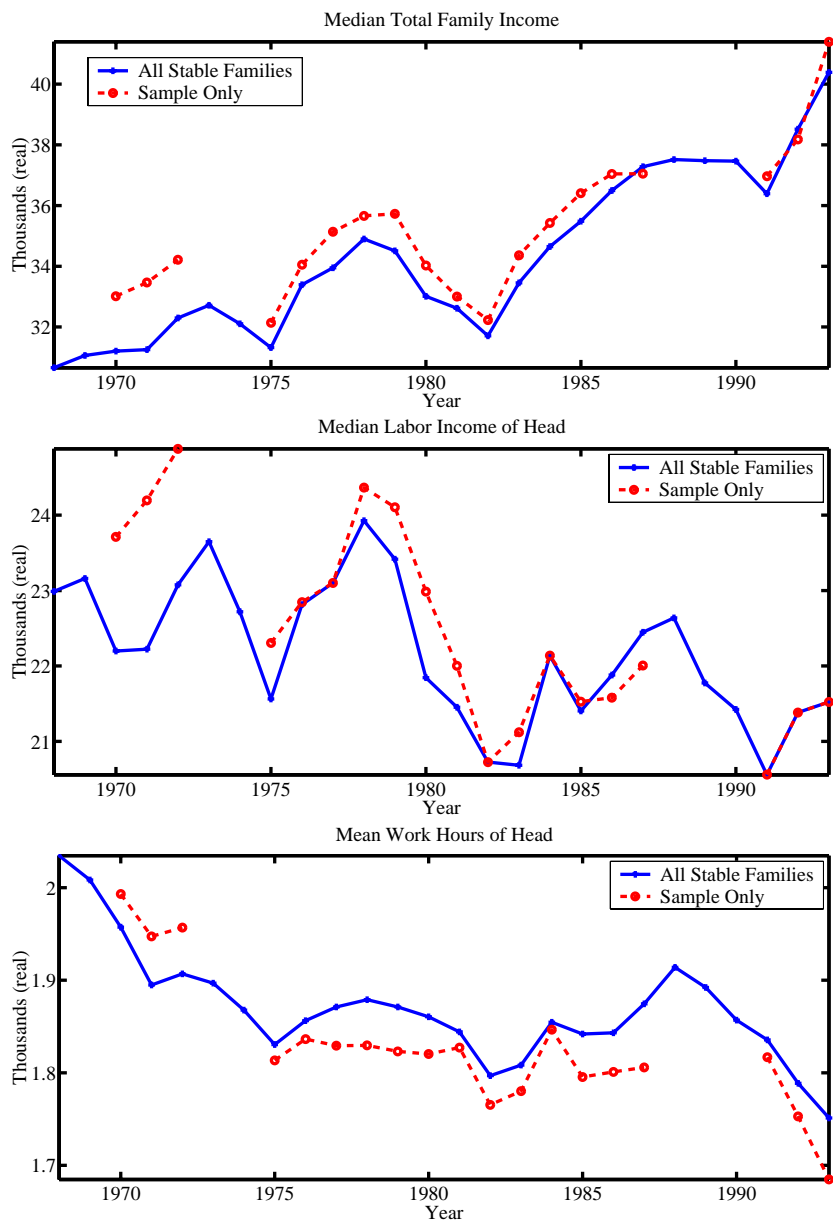 Median Total Family Income
All Stable Families
Sample Only
40
38
36
34
32
Thousands (real)
1970 1975 1980 1985 1990
Year
Median Labor Income of Head
All Stable Families
Sample Only
24
23
22
21
Thousands (real)
1970 1975 1980 1985 1990
Year
Mean Work Hours of Head
All Stable Families
Sample Only
2
1.9
1.8
1.7
Thousands (real)
1970 1975 1980 1985 1990
Year